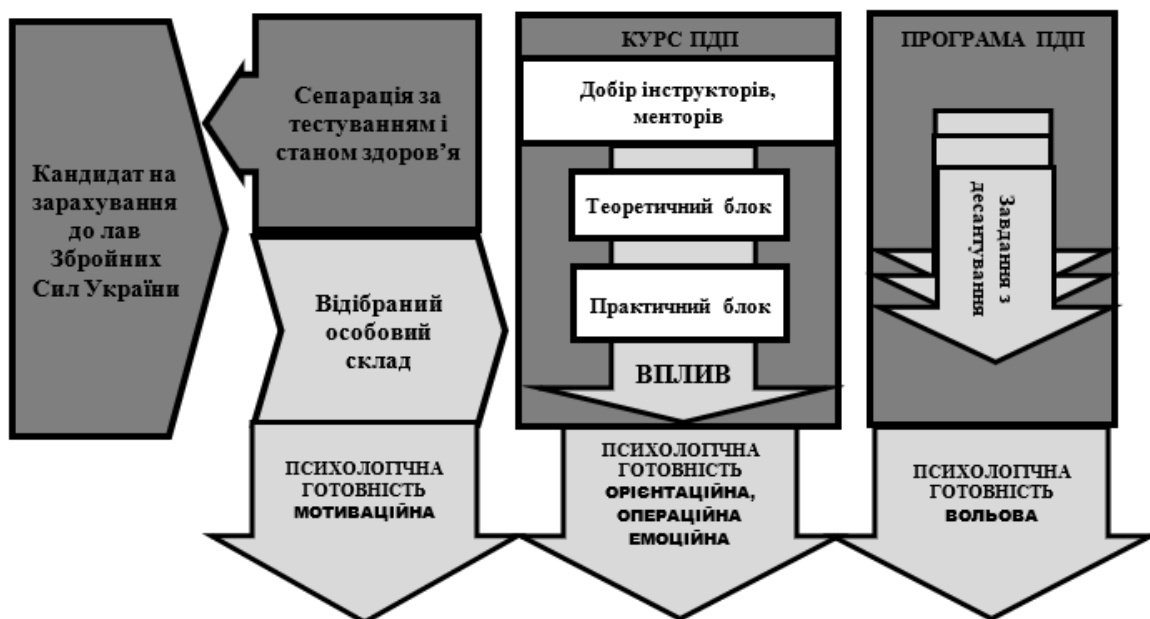 Кандидат на
зарахування
до лав
Збройних
Сил України
Сепарація за
тестуванням і
станом здоров’я
Відібраний
особовий
склад
ПСИХОЛОГІЧНА
ГОТОВНІСТЬ
МОТИВАЦІЙНА
КУРС ПДП
Добір інструкторів,
менторів
Теоретичний блок
Практичний блок
ВПЛИВ
ПСИХОЛОГІЧНА
ГОТОВНІСТЬ
ОРІЄНТАЦІЙНА,
ОПЕРАЦІЙНА
ЕМОЦІЙНА
ПРОГРАМА ПДП
Завдання з
десантування
ПСИХОЛОГІЧНА
ГОТОВНІСТЬ
ВОЛЬОВА